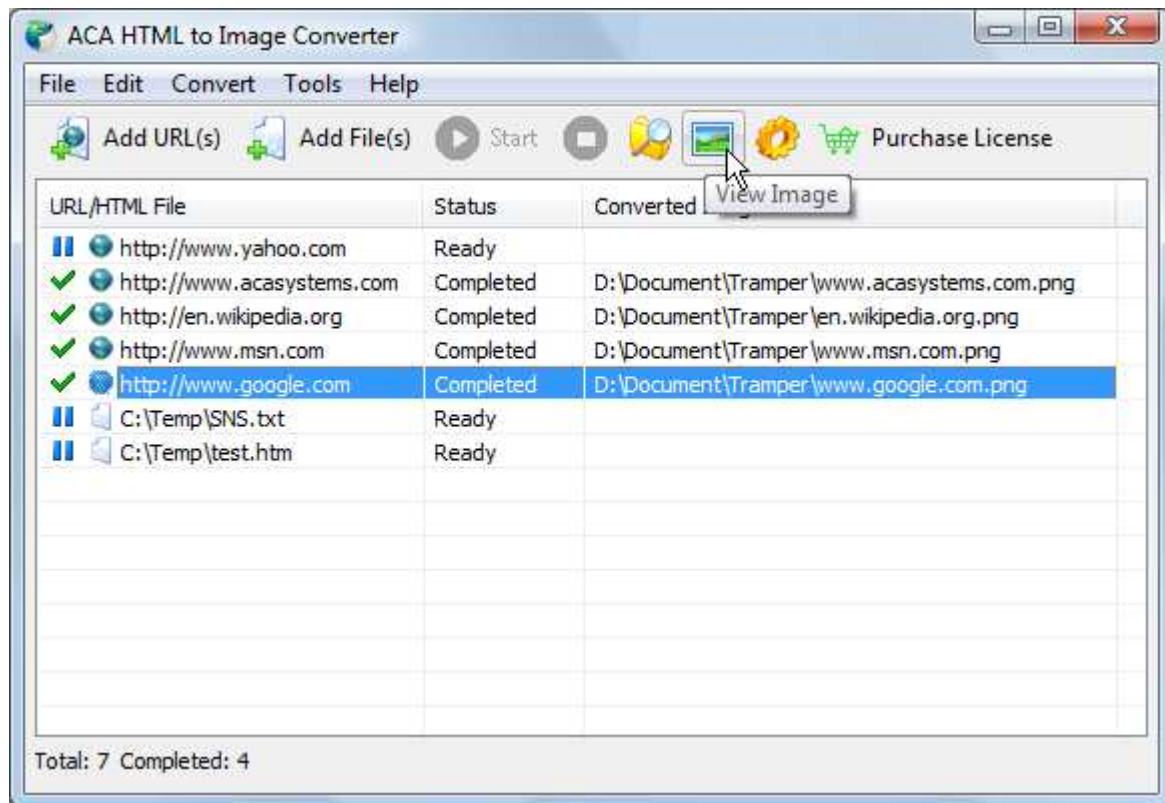 ACA HTML to Image Converter
File Edit Convert Tools Help
Add URL(s) Add File(s) Start Purchase License
View Image
URL/HTML File Status Converted
http://www.yahoo.com Ready
http://www.acasystems.com Completed D:\Document\Tramper\www.acasystems.com.png
http://en.wikipedia.org Completed D:\Document\Tramper\en.wikipedia.org.png
http://www.msn.com Completed D:\Document\Tramper\www.msn.com.png
http://www.google.com Completed D:\Document\Tramper\www.google.com.png
C:\Temp\SNS.txt Ready
C:\Temp\test.htm Ready
Total: 7 Completed: 4